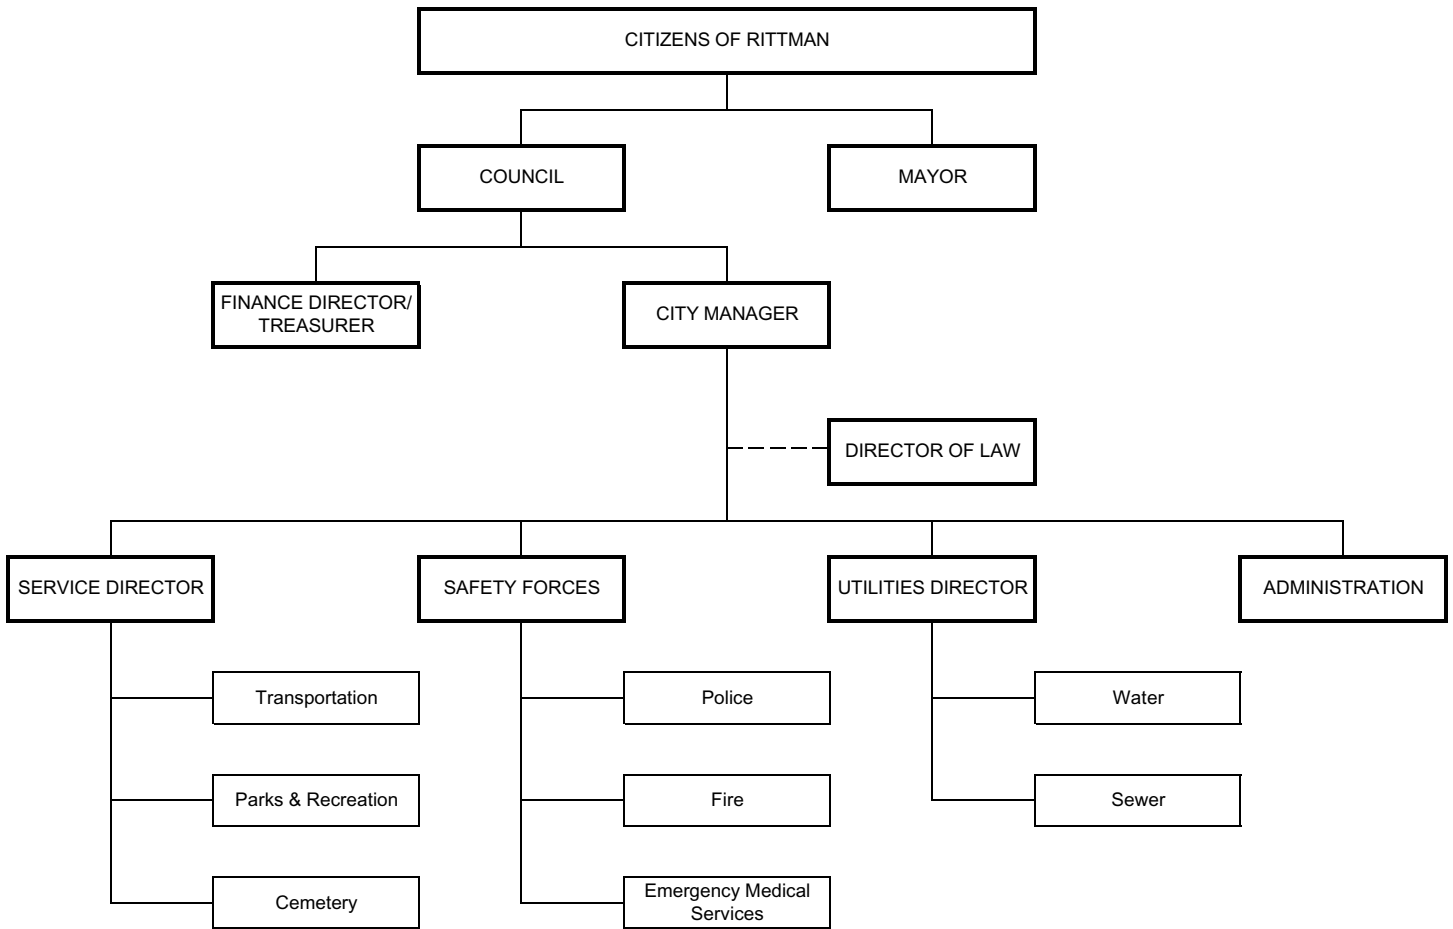 CITIZENS OF RITTMAN
COUNCIL
MAYOR
FINANCE DIRECTOR/
TREASURER
CITY MANAGER
DIRECTOR OF LAW
SERVICE DIRECTOR
SAFETY FORCES
UTILITIES DIRECTOR
ADMINISTRATION
Transportation
Police
Water
Parks & Recreation
Fire
Sewer
Cemetery
Emergency Medical
Services